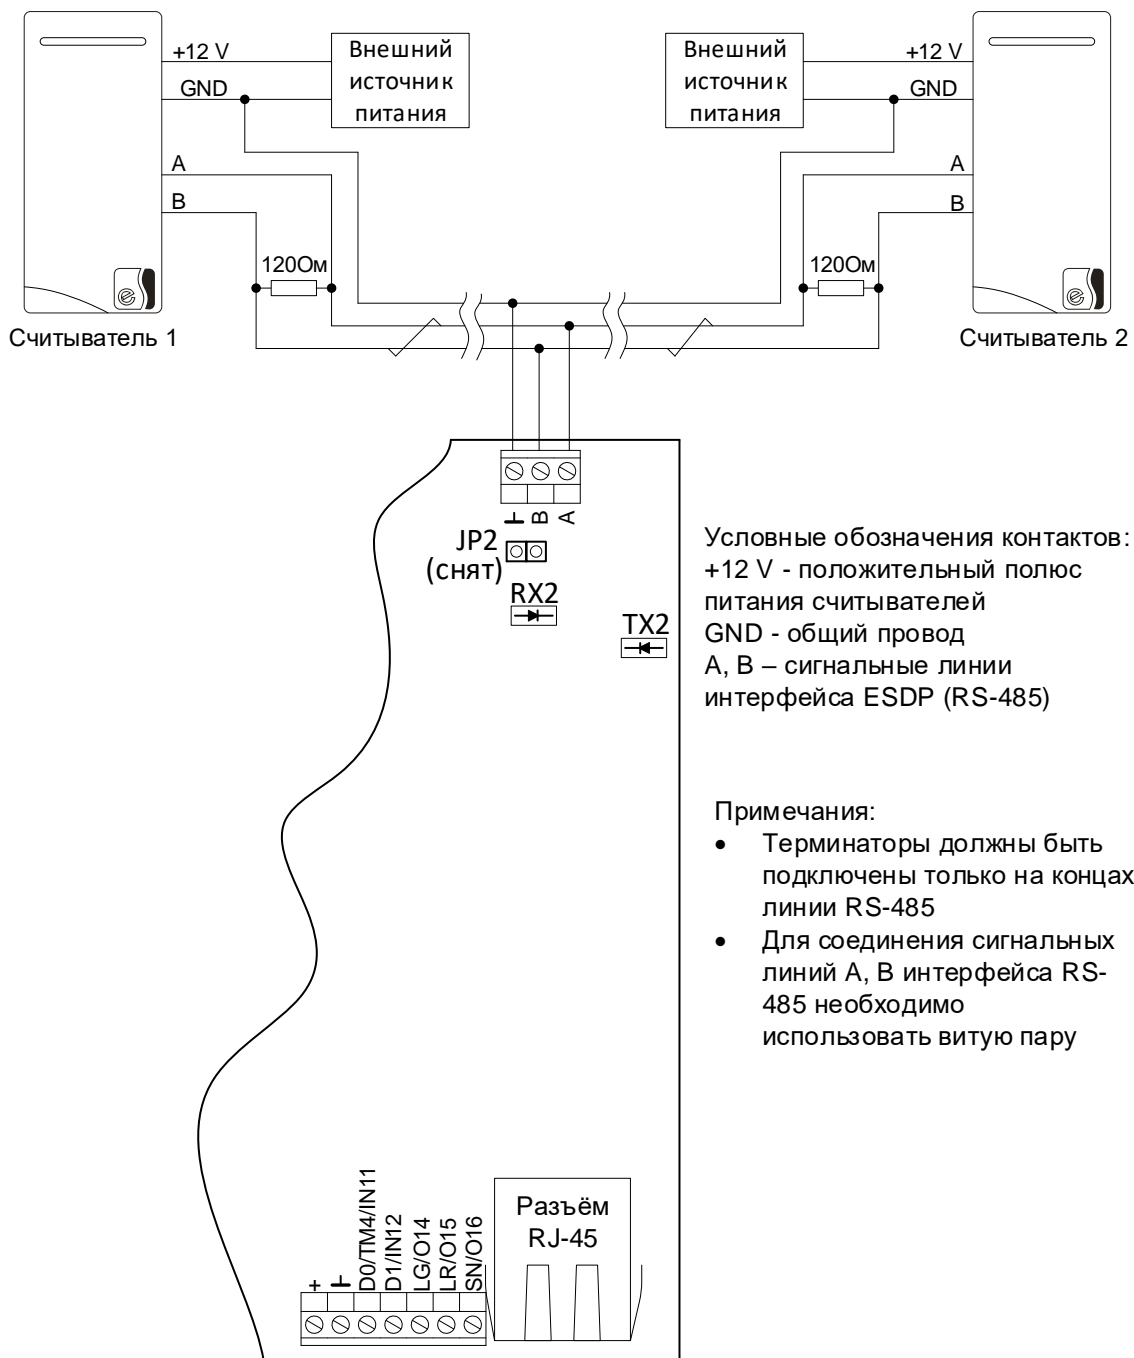 +12 V
GND
A
B
Внешний
источник
питания
120Ом
Считыватель 1
Внешний
источник
питания
+12 V
GND
A
B
120Ом
Считыватель 2
B
A
JP2
(снят)
RX2
TX2
Условные обозначения контактов:
+12 V - положительный полюс
питания считывателей
GND - общий провод
A, B – сигнальные линии
интерфейса ESDP (RS-485)
Примечания:
• Терминаторы должны быть
подключены только на концах
линии RS-485
• Для соединения сигнальных
линий A, B интерфейса RS-
485 необходимо
использовать витую пару
+
D0/TM4/IN11
D1/IN12
LG/O14
LR/O15
SN/O16
Разъём
RJ-45